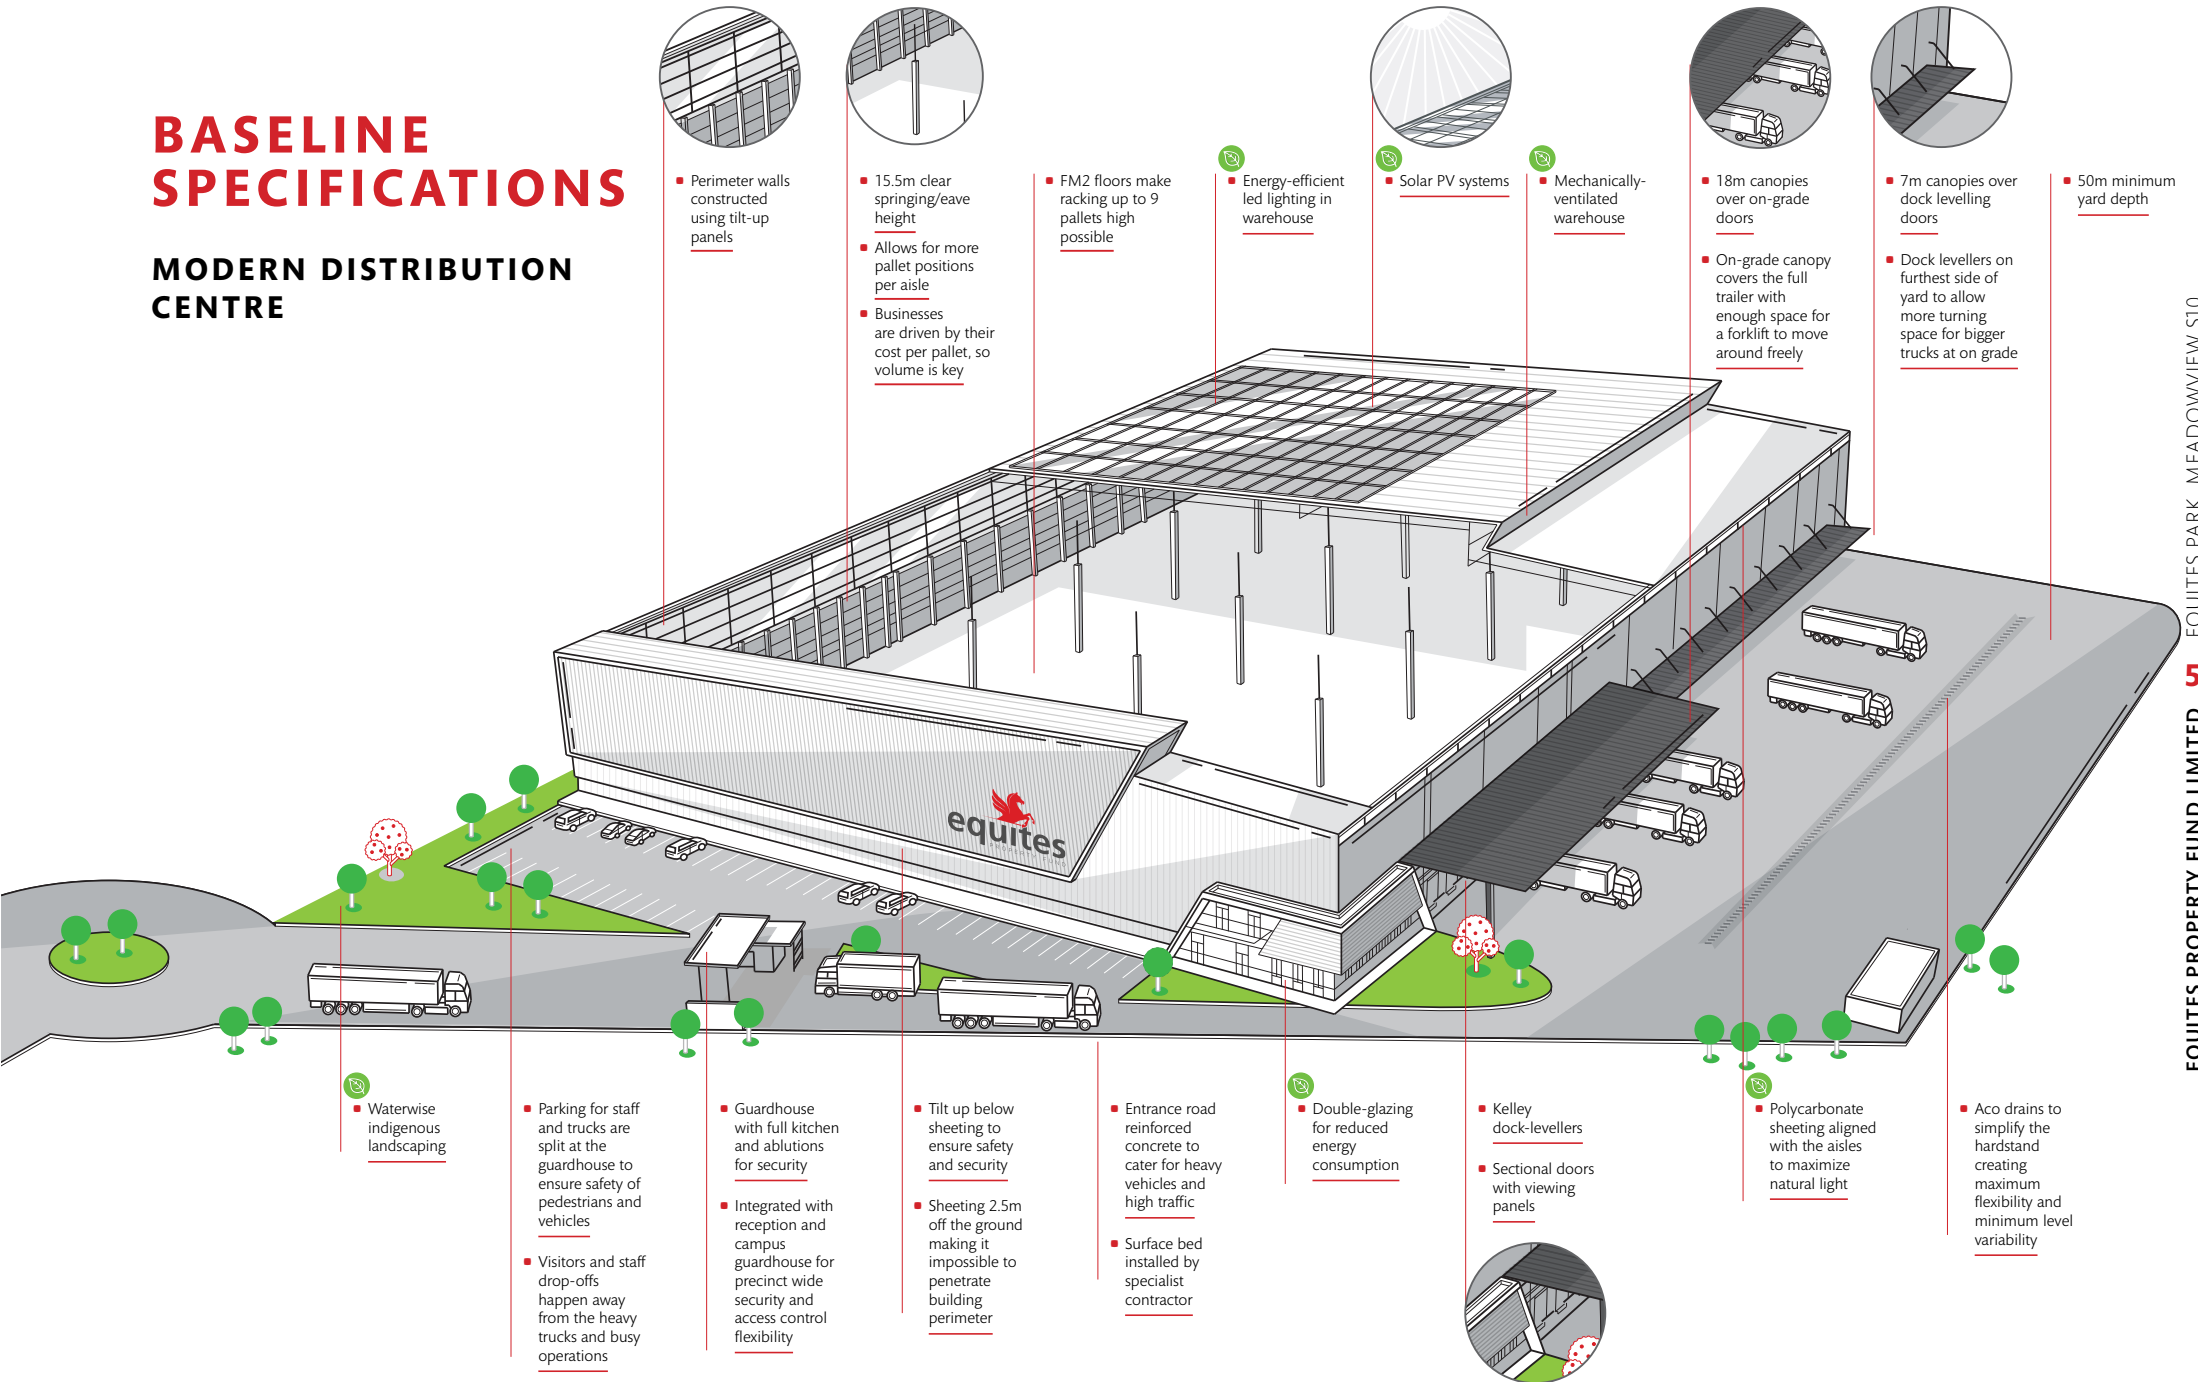 BASELINE
SPECIFICATIONS
MODERN DISTRIBUTION
CENTRE
Perimeter walls
constructed
using tilt-up
panels
15.5m clear
springing/eave
height
Allows for more
pallet positions
per aisle
Businesses
are driven by their
cost per pallet, so
volume is key
FM2 floors make
racking up to 9
pallets high
possible
Energy-efficient
led lighting in
warehouse
Solar PV systems
Mechanically-
ventilated
warehouse
18m canopies
over on-grade
doors
On-grade canopy
covers the full
trailer with
enough space for
a forklift to move
around freely
7m canopies over
dock levelling
doors
Dock levellers on
furthest side of
yard to allow
more turning
space for bigger
trucks at on grade
50m minimum
yard depth
equites
Waterwise
indigenous
landscaping
Parking for staff
and trucks are
split at the
guardhouse to
ensure safety of
pedestrians and
vehicles
Visitors and staff
drop-offs
happen away
from the heavy
trucks and busy
operations
Guardhouse
with full kitchen
and ablutions
for security
Integrated with
reception and
campus
guardhouse for
precinct wide
security and
access control
flexibility
Tilt up below
sheeting to
ensure safety
and security
Sheeting 2.5m
off the ground
making it
impossible to
penetrate
building
perimeter
Entrance road
reinforced
concrete to
cater for heavy
vehicles and
high traffic
Surface bed
installed by
specialist
contractor
Double-glazing
for reduced
energy
consumption
Kelley
dock-levellers
Sectional doors
with viewing
panels
Polycarbonate
sheeting aligned
with the aisles
to maximize
natural light
Aco drains to
simplify the
hardstand
creating
maximum
flexibility and
minimum level
variability
EQUITES PROPERTY FUND LIMITED 5 EQUITES PARK MEADOWVIEW S10